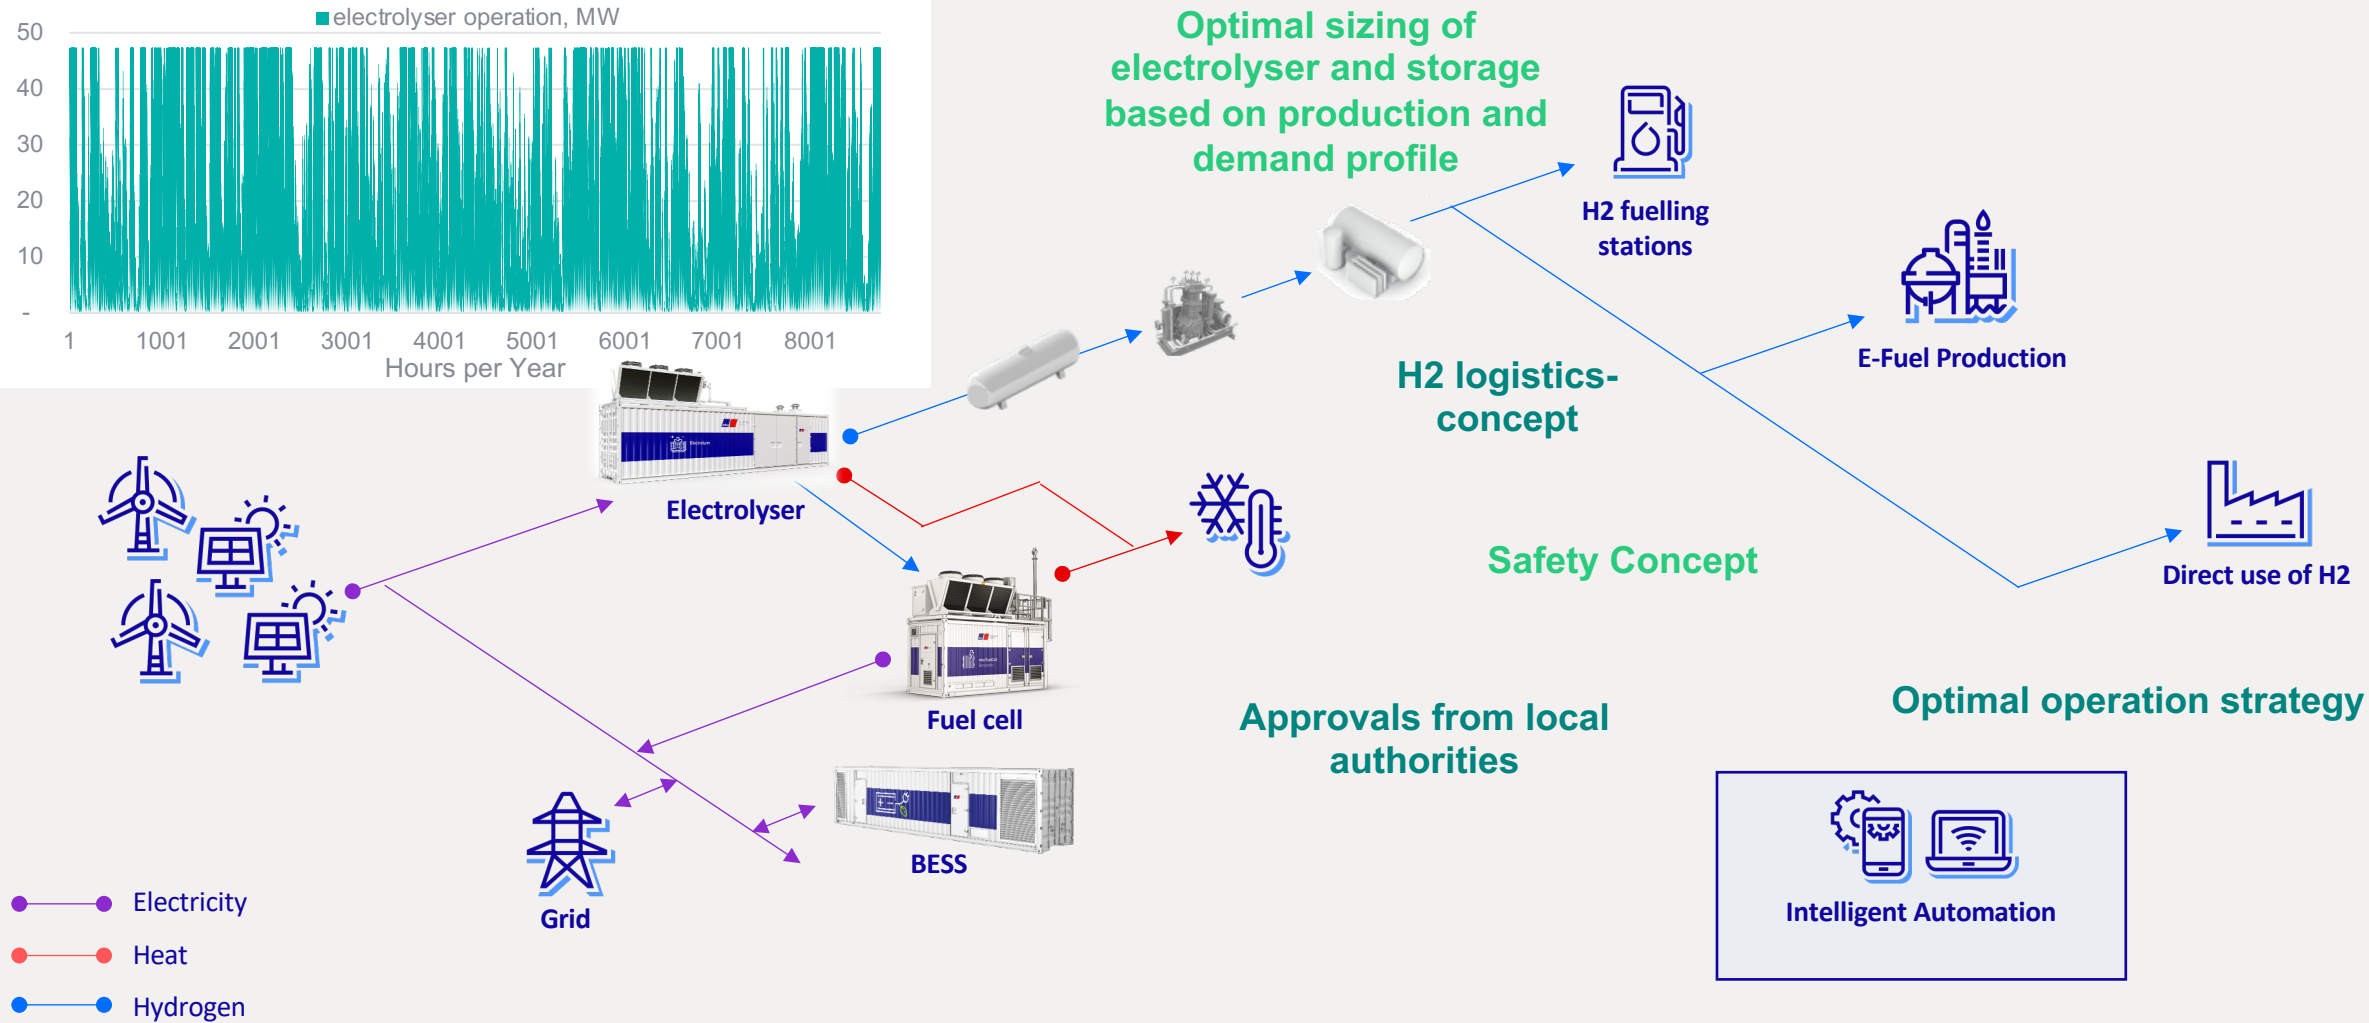 electrolyser operation, MW
50
40
30
20
10
-
1 1001 2001 3001 4001 5001 6001 7001 8001
Hours per Year
Optimal sizing of
electrolyser and storage
based on production and
demand profile
H2 fuelling
stations
E-Fuel Production
H2 logistics-
concept
Electrolyser
Electrolyser
Safety Concept
Direct use of H2
Fuel cell
Approvals from local
authorities
Optimal operation strategy
BESS
Grid
Intelligent Automation
Electricity
Heat
Hydrogen